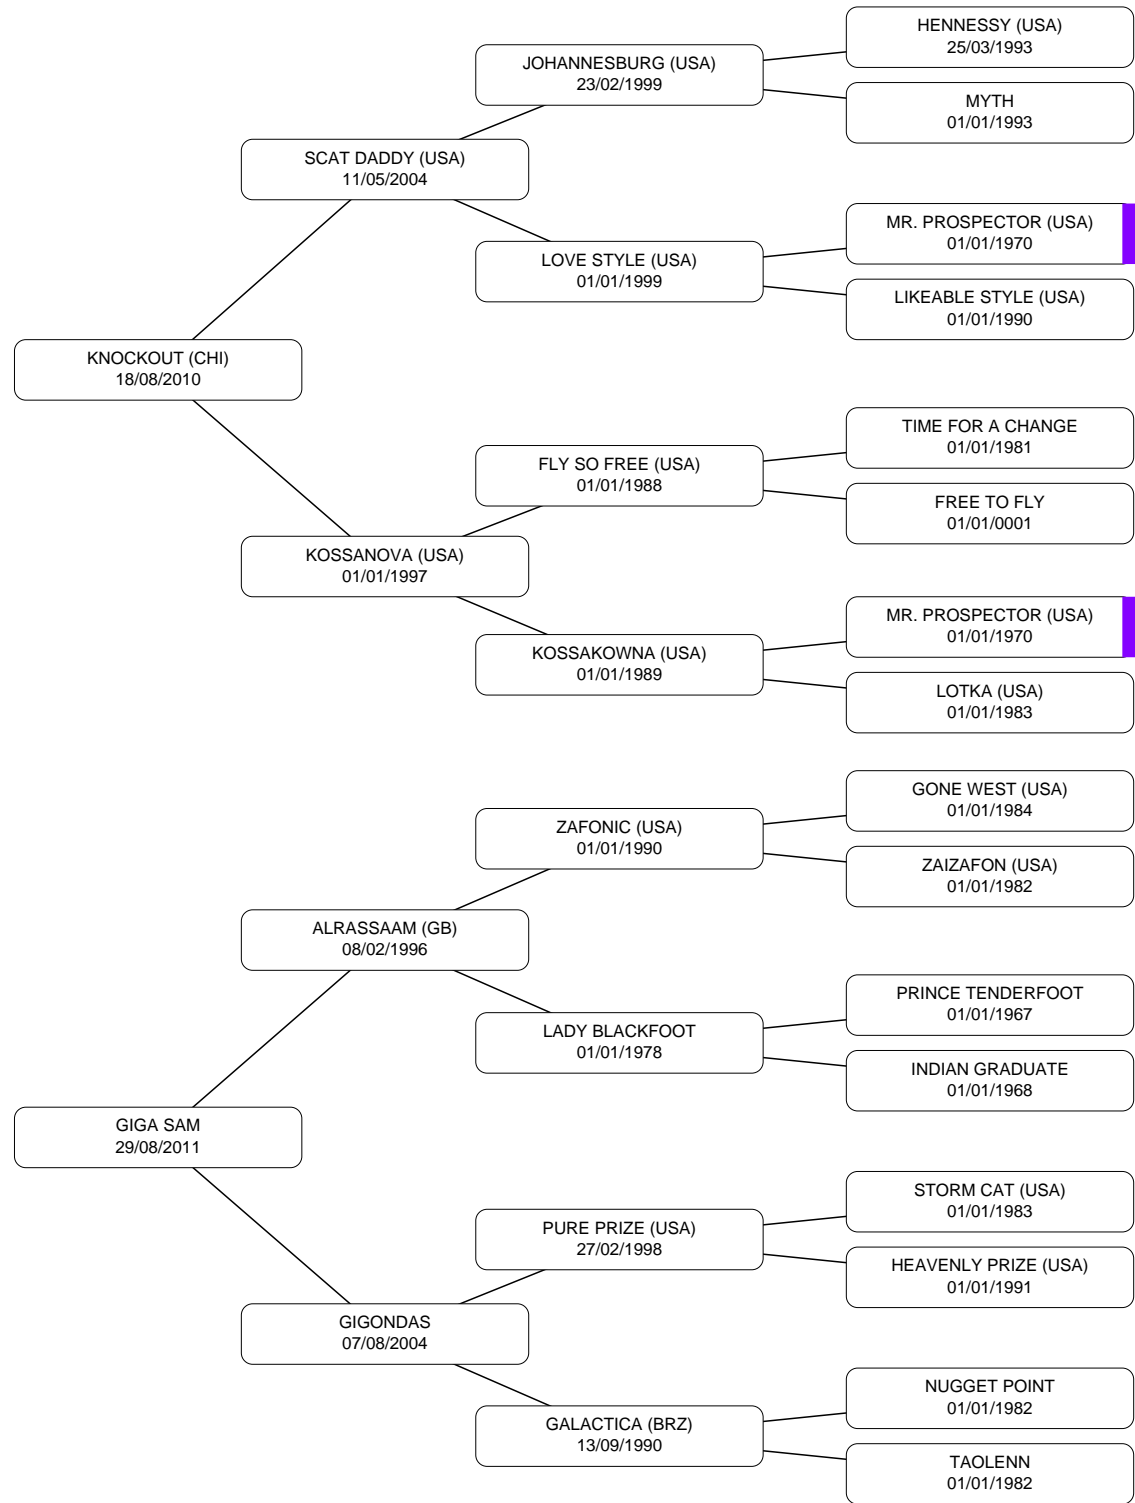 HENNESSY (USA)
25/03/1993
JOHANNESBURG (USA)
23/02/1999
MYTH
01/01/1993
SCAT DADDY (USA)
11/05/2004
MR. PROSPECTOR (USA)
01/01/1970
LOVE STYLE (USA)
01/01/1999
LIKEABLE STYLE (USA)
01/01/1990
KNOCKOUT (CHI)
18/08/2010
TIME FOR A CHANGE
01/01/1981
FLY SO FREE (USA)
01/01/1988
FREE TO FLY
01/01/0001
KOSSANOVA (USA)
01/01/1997
MR. PROSPECTOR (USA)
01/01/1970
KOSSAKOWNA (USA)
01/01/1989
LOTKA (USA)
01/01/1983
GONE WEST (USA)
01/01/1984
ZAFONIC (USA)
01/01/1990
ZAIZAFON (USA)
01/01/1982
ALRASSAAM (GB)
08/02/1996
PRINCE TENDERFOOT
01/01/1967
LADY BLACKFOOT
01/01/1978
INDIAN GRADUATE
01/01/1968
GIGA SAM
29/08/2011
STORM CAT (USA)
01/01/1983
PURE PRIZE (USA)
27/02/1998
HEAVENLY PRIZE (USA)
01/01/1991
GIGONDAS
07/08/2004
NUGGET POINT
01/01/1982
GALACTICA (BRZ)
13/09/1990
TAOLENN
01/01/1982